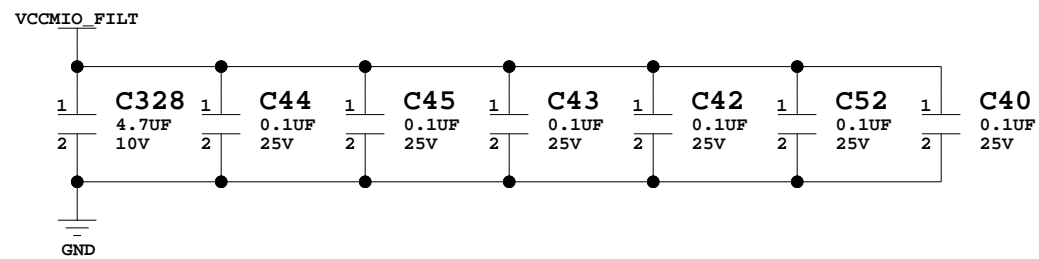 VCCMIO_FILT
1 C328 1 C44 1 C45 1 C43 1 C42 1 C52 1 C40
4.7UF 0.1UF 0.1UF 0.1UF 0.1UF 0.1UF 0.1UF
2 10V 2 25V 2 25V 2 25V 2 25V 2 25V 2 25V
GND